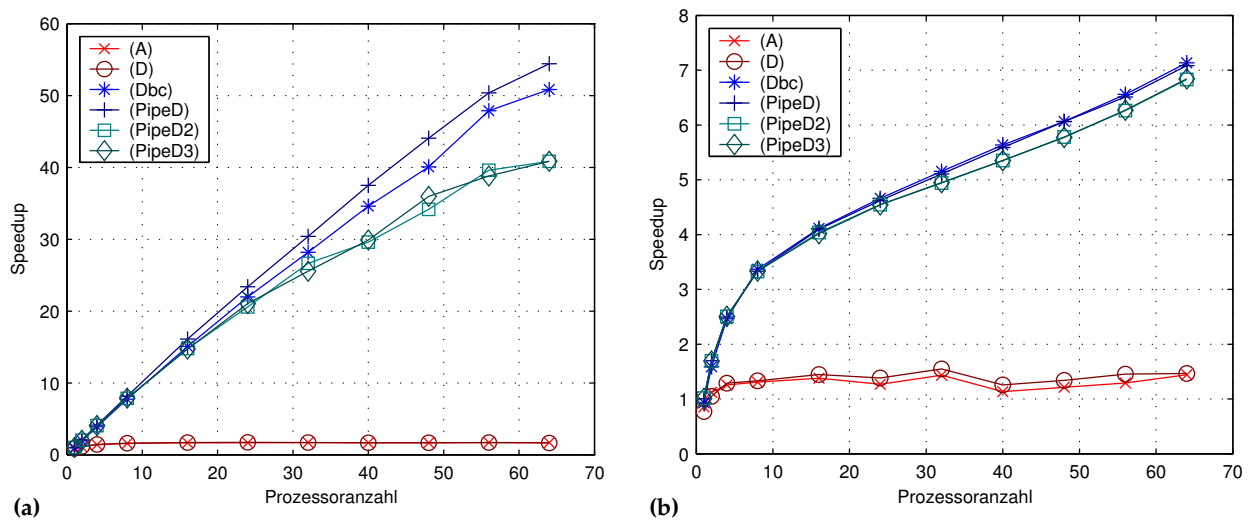 60
50
40
30
20
10
0
Speedup
(A)
(D)
(Dbc)
(PipeD)
(PipeD2)
(PipeD3)
0 10 20 30 40 50 60 70
Prozessoranzahl
(a)
8
7
6
5
4
3
2
1
0
Speedup
(A)
(D)
(Dbc)
(PipeD)
(PipeD2)
(PipeD3)
0 10 20 30 40 50 60 70
Prozessoranzahl
(b)